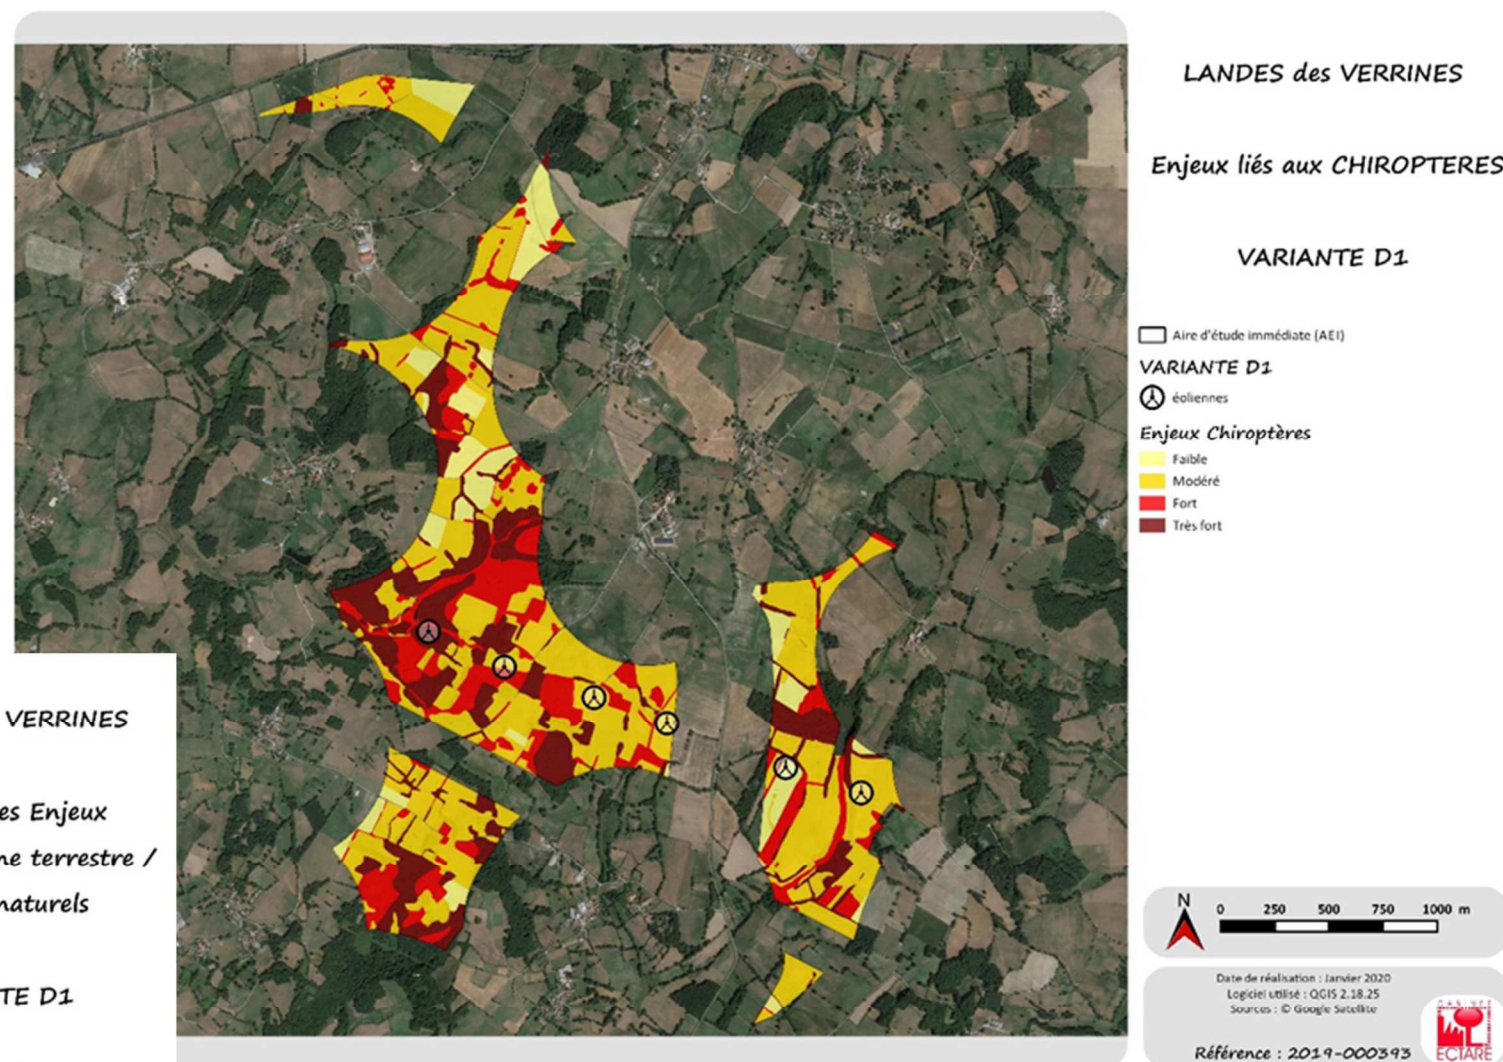 LANDES des VERRINES
Enjeux liés aux CHIROPTERES
VARIANTE D1
Aire d'étude immédiate (AEI)
VARIANTE D1
éoliennes
Enjeux Chiroptères
Faible
Modéré
Fort
Très fort
N
0 250 500 750 1000 m
Date de réalisation : Janvier 2020
Logiciel utilisé : QGIS 2.18.25
Sources : © Google Satellite
Référence : 2019-000393
CABINET
ECTARE
VERRINES
es Enjeux
ne terrestre /
naturels
TE D1